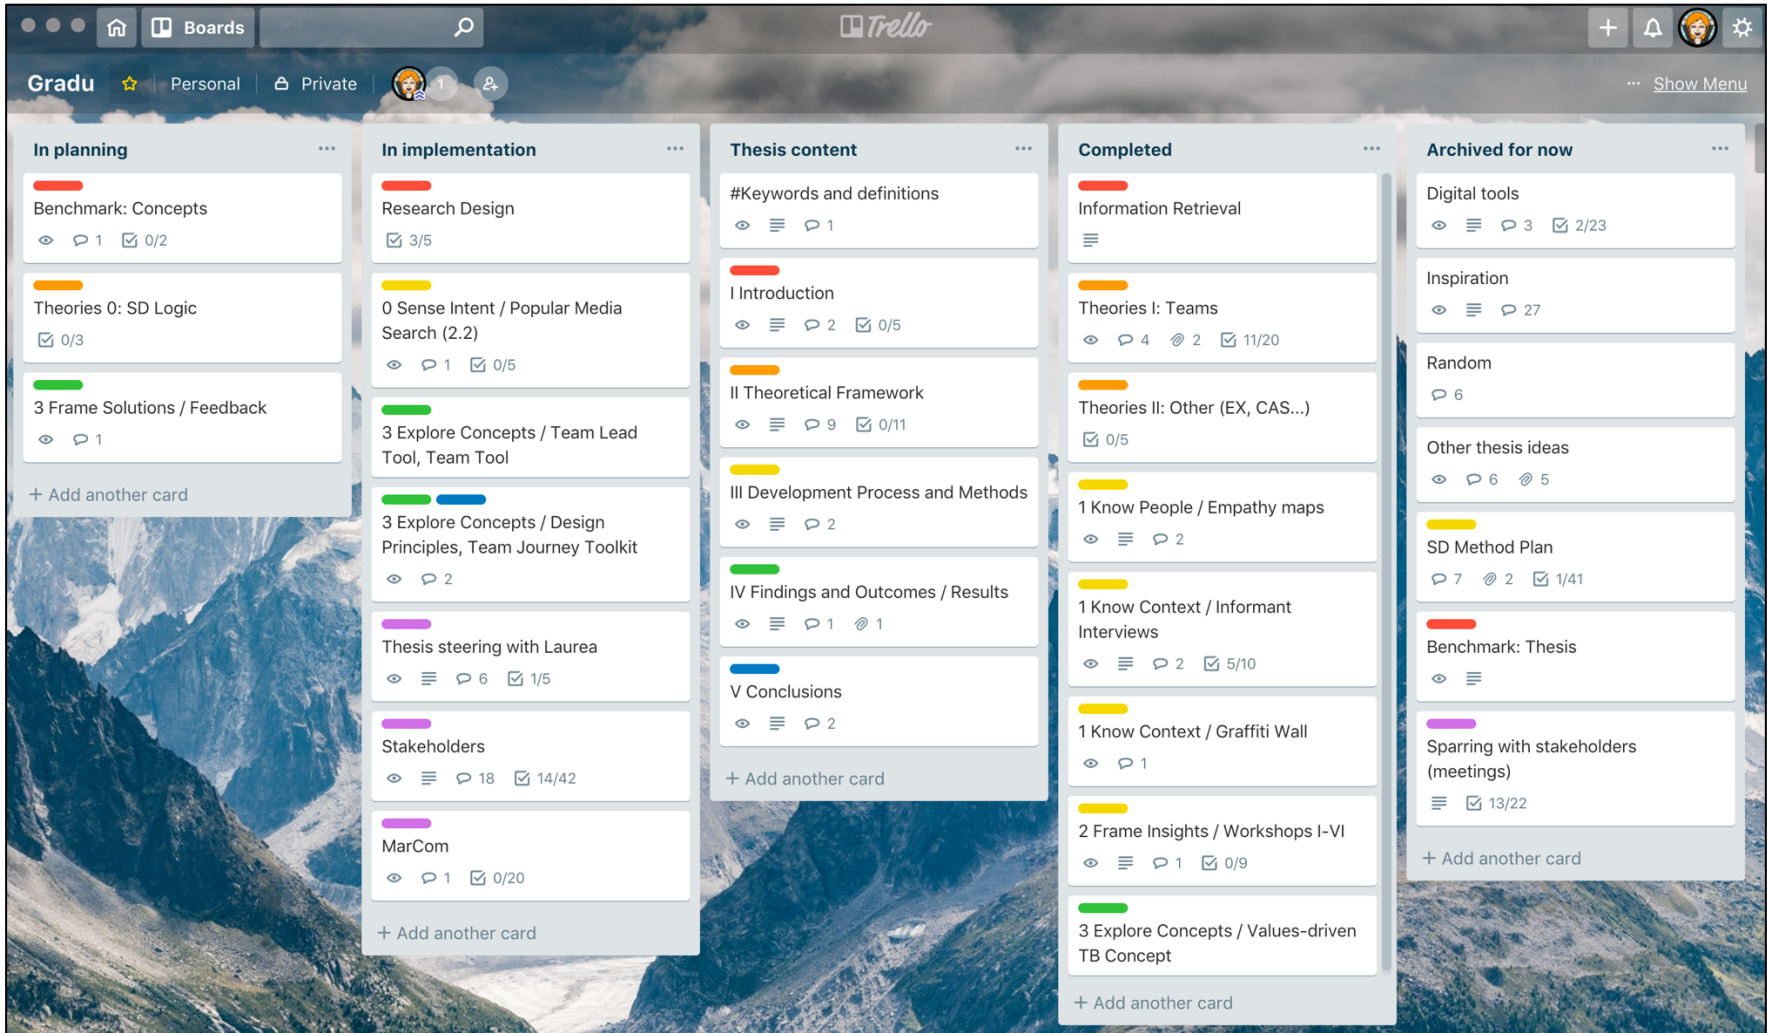 Boards
Trello
Gradu
Personal
Private
1
Show Menu
In planning
Benchmark: Concepts
1 0/2
Theories 0: SD Logic
0/3
3 Frame Solutions / Feedback
1
+ Add another card
In implementation
Research Design
3/5
0 Sense Intent / Popular Media
Search (2.2)
1 0/5
3 Explore Concepts / Team Lead
Tool, Team Tool
3 Explore Concepts / Design
Principles, Team Journey Toolkit
2
Thesis steering with Laurea
6 1/5
Stakeholders
18 14/42
MarCom
1 0/20
+ Add another card
Thesis content
#Keywords and definitions
1
I Introduction
2 0/5
II Theoretical Framework
9 0/11
III Development Process and Methods
2
IV Findings and Outcomes / Results
1 1
V Conclusions
2
+ Add another card
Completed
Information Retrieval
Theories I: Teams
4 2 11/20
Theories II: Other (EX, CAS...)
0/5
1 Know People / Empathy maps
2
1 Know Context / Informant
Interviews
2 5/10
1 Know Context / Graffiti Wall
1
2 Frame Insights / Workshops I-VI
1 0/9
3 Explore Concepts / Values-driven
TB Concept
+ Add another card
Archived for now
Digital tools
3 2/23
Inspiration
27
Random
6
Other thesis ideas
6 5
SD Method Plan
7 2 1/41
Benchmark: Thesis
Sparring with stakeholders
(meetings)
13/22
+ Add another card